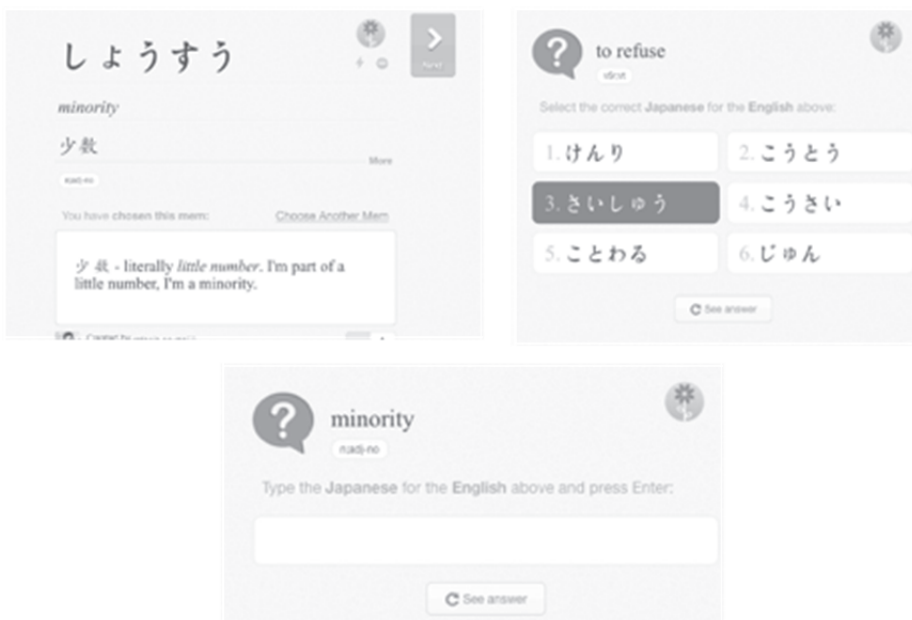 しょうすう
Next
minority
少数
More
n;adj-no
You have chosen this mem:
Choose Another Mem
少 数 - literally little number. I'm part of a
little number, I'm a minority.
to refuse
Select the correct Japanese for the English above:
1. けんり
2. こうとう
3. さいしゅう
4. こうさい
5. ことわる
6. じゅん
See answer
minority
n;adj-no
Type the Japanese for the English above and press Enter:
See answer